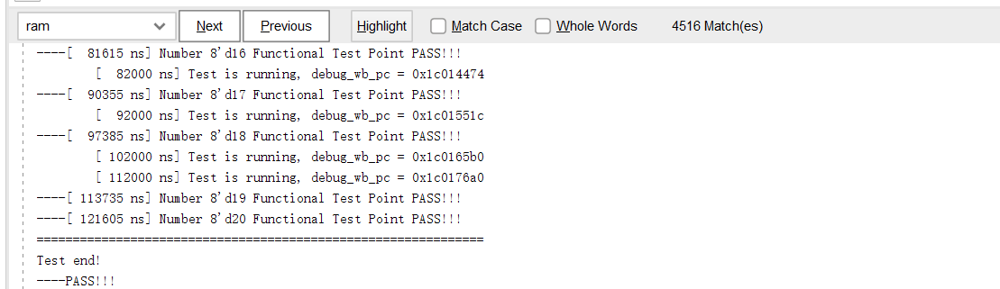 ram Next Previous Highlight Match Case Whole Words 4516 Match(es)
----[  81615 ns] Number 8'd16 Functional Test Point PASS!!!
        [  82000 ns] Test is running, debug_wb_pc = 0x1c014474
----[  90355 ns] Number 8'd17 Functional Test Point PASS!!!
        [  92000 ns] Test is running, debug_wb_pc = 0x1c01551c
----[  97385 ns] Number 8'd18 Functional Test Point PASS!!!
        [ 102000 ns] Test is running, debug_wb_pc = 0x1c0165b0
        [ 112000 ns] Test is running, debug_wb_pc = 0x1c0176a0
----[ 113735 ns] Number 8'd19 Functional Test Point PASS!!!
----[ 121605 ns] Number 8'd20 Functional Test Point PASS!!!
==============================================================
Test end!
----PASS!!!